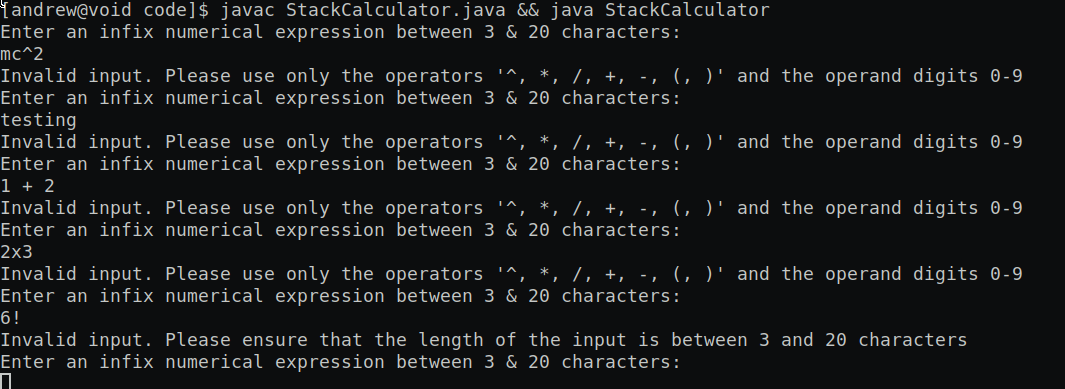 [andrew@void code]$ javac StackCalculator.java && java StackCalculator
Enter an infix numerical expression between 3 & 20 characters:
mc^2
Invalid input. Please use only the operators '^, *, /, +, -, (, )' and the operand digits 0-9
Enter an infix numerical expression between 3 & 20 characters:
testing
Invalid input. Please use only the operators '^, *, /, +, -, (, )' and the operand digits 0-9
Enter an infix numerical expression between 3 & 20 characters:
1 + 2
Invalid input. Please use only the operators '^, *, /, +, -, (, )' and the operand digits 0-9
Enter an infix numerical expression between 3 & 20 characters:
2x3
Invalid input. Please use only the operators '^, *, /, +, -, (, )' and the operand digits 0-9
Enter an infix numerical expression between 3 & 20 characters:
6!
Invalid input. Please ensure that the length of the input is between 3 and 20 characters
Enter an infix numerical expression between 3 & 20 characters: